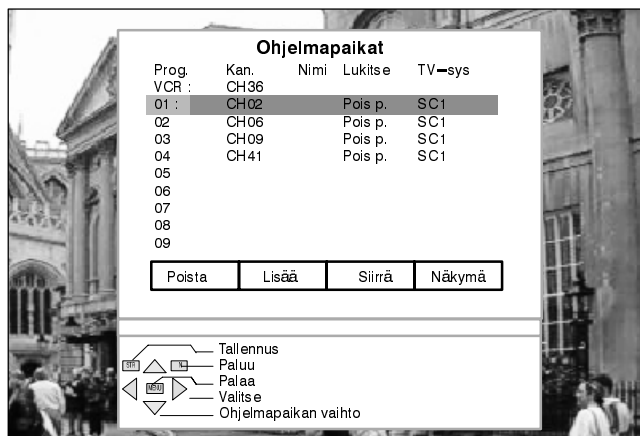 Ohjelmapaikat
Prog. Kan. Nimi Lukitse TV-sys
VCR : CH36
01 : CH02 Pois p. SC1
02 CH06 Pois p. SC1
03 CH09 Pois p. SC1
04 CH41 Pois p. SC1
05
06
07
08
09
Poista Lisää Siirrä Näkymä
Tallennus
STR N Paluu
Palaa
MENU Valitse
Ohjelmapaikan vaihto